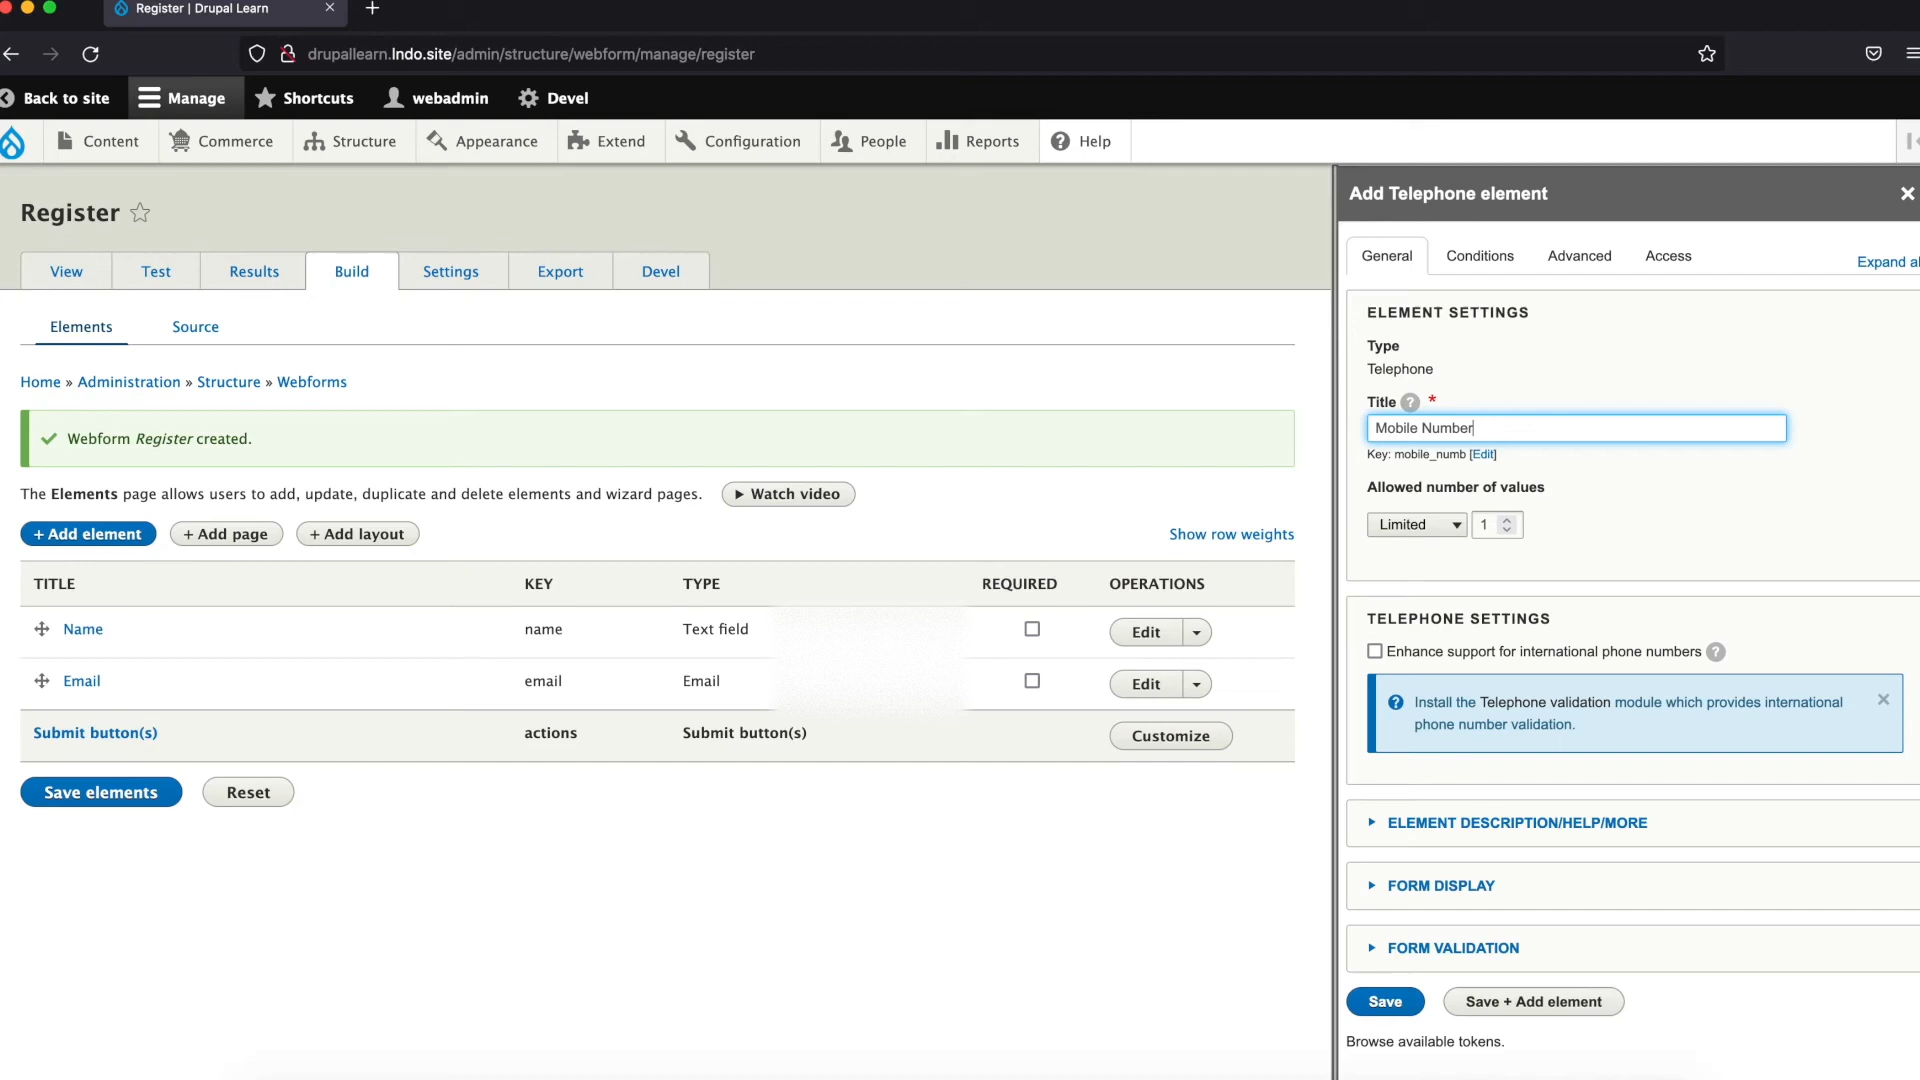 Register | Drupal Learn
drupallearn.lndo.site/admin/structure/webform/manage/register
Back to site Manage Shortcuts webadmin Devel
Content Commerce Structure Appearance Extend Configuration People Reports Help
Register
View Test Results Build Settings Export Devel
Elements Source
Home » Administration » Structure » Webforms
Webform Register created.
The Elements page allows users to add, update, duplicate and delete elements and wizard pages. Watch video
+ Add element + Add page + Add layout Show row weights
TITLE KEY TYPE REQUIRED OPERATIONS
Name name Text field Edit
Email email Email Edit
Submit button(s) actions Submit button(s) Customize
Save elements Reset
Add Telephone element
General Conditions Advanced Access
Expand al
ELEMENT SETTINGS
Type
Telephone
Title ? *
Mobile Number
Key: mobile_numb [Edit]
Allowed number of values
Limited 1
TELEPHONE SETTINGS
Enhance support for international phone numbers ?
Install the Telephone validation module which provides international
phone number validation.
ELEMENT DESCRIPTION/HELP/MORE
FORM DISPLAY
FORM VALIDATION
Save Save + Add element
Browse available tokens.